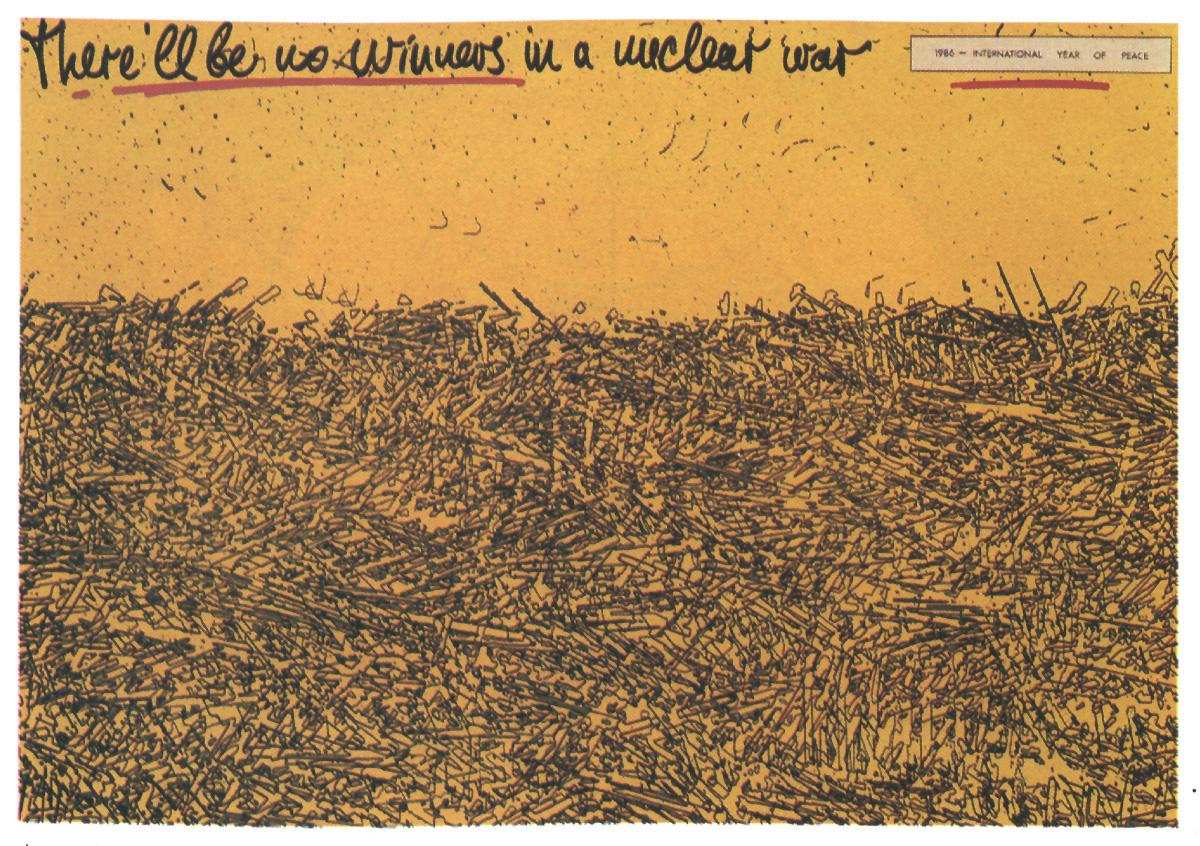 There'll be no winners in a nuclear war
1986 — INTERNATIONAL YEAR OF PEACE